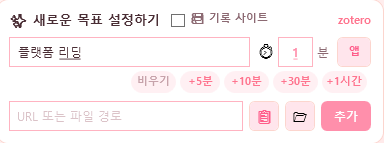 새로운 목표 설정하기 기록 사이트 zotero
플랫폼 리딩 1 분 앱
비우기 +5분 +10분 +30분 +1시간
URL 또는 파일 경로 추가